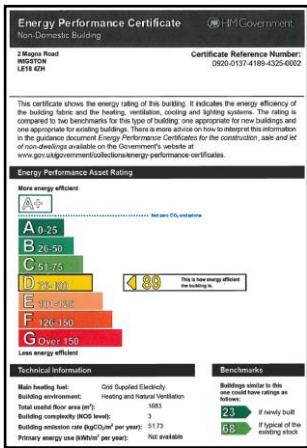 Energy Performance Certificate
HM Government
Non-Domestic Building
2 Magna Road
WIGSTON
LE18 4ZH
Certificate Reference Number:
0920-0137-4189-4325-0002
This certificate shows the energy rating of this building. It indicates the energy efficiency of
the building fabric and the heating, ventilation, cooling and lighting systems. The rating is
compared to two benchmarks for this type of building: one appropriate for new buildings and
one appropriate for existing buildings. There is more advice on how to interpret this information
in the guidance document Energy Performance Certificates for the construction, sale and let
of non-dwellings available on the Government's website at
www.gov.uk/government/collections/energy-performance-certificates.
Energy Performance Asset Rating
More energy efficient
A+
Net zero CO₂ emissions
A 0-25
B 26-50
C 51-75
D 76-100
89
This is how energy efficient
the building is.
E 101-125
F 126-150
G Over 150
Less energy efficient
Technical Information
Main heating fuel: Grid Supplied Electricity
Building environment: Heating and Natural Ventilation
Total useful floor area (m²): 1683
Building complexity (NOS level): 3
Building emission rate (kgCO₂/m² per year): 51.73
Primary energy use (kWh/m² per year): Not available
Benchmarks
Buildings similar to this
one could have ratings as
follows:
23 If newly built
68 If typical of the
existing stock